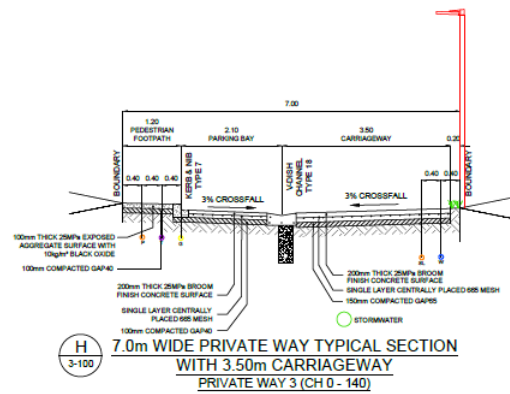 7.00
1.20
PEDESTRIAN
FOOTPATH
2.10
PARKING BAY
3.50
CARRIAGEWAY
0.20
BOUNDARY
0.40 0.40 0.40
KERB & NIB
TYPE 7
V-DISH
CHANNEL
TYPE 18
0.40 0.40
BOUNDARY
3% CROSSFALL
3% CROSSFALL
100mm THICK 25MPa EXPOSED
AGGREGATE SURFACE WITH
10kg/m³ BLACK OXIDE
100mm COMPACTED GAP40
200mm THICK 25MPa BROOM
FINISH CONCRETE SURFACE
SINGLE LAYER CENTRALLY
PLACED 665 MESH
100mm COMPACTED GAP40
200mm THICK 25MPa BROOM
FINISH CONCRETE SURFACE
SINGLE LAYER CENTRALLY PLACED 665 MESH
150mm COMPACTED GAP65
STORMWATER
H
3-100
7.0m WIDE PRIVATE WAY TYPICAL SECTION
WITH 3.50m CARRIAGEWAY
PRIVATE WAY 3 (CH 0 - 140)